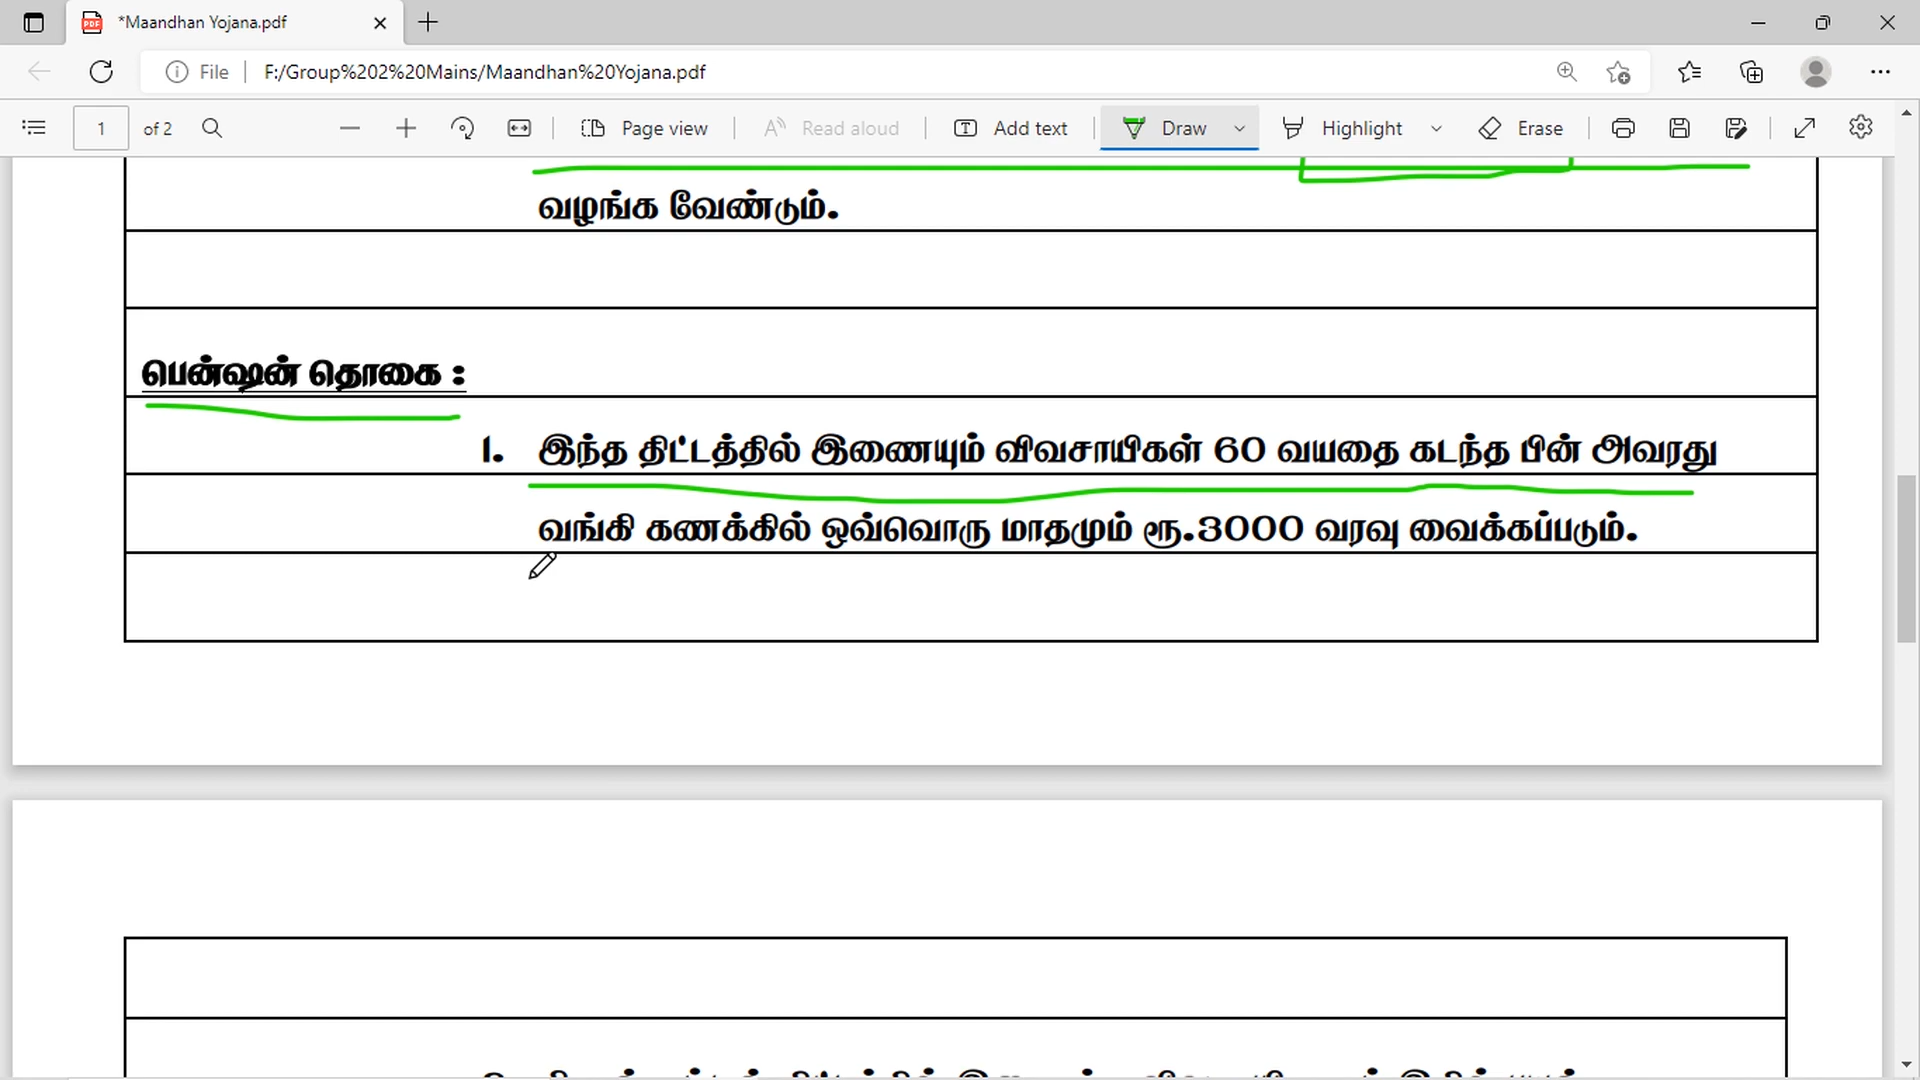 *Maandhan Yojana.pdf
File F:/Group%202%20Mains/Maandhan%20Yojana.pdf
1 of 2 Page view Read aloud Add text Draw Highlight Erase
வழங்க வேண்டும்.
பென்ஷன் தொகை :
1. இந்த திட்டத்தில் இணையும் விவசாயிகள் 60 வயதை கடந்த பின் அவரது
வங்கி கணக்கில் ஒவ்வொரு மாதமும் ரூ.3000 வரவு வைக்கப்படும்.